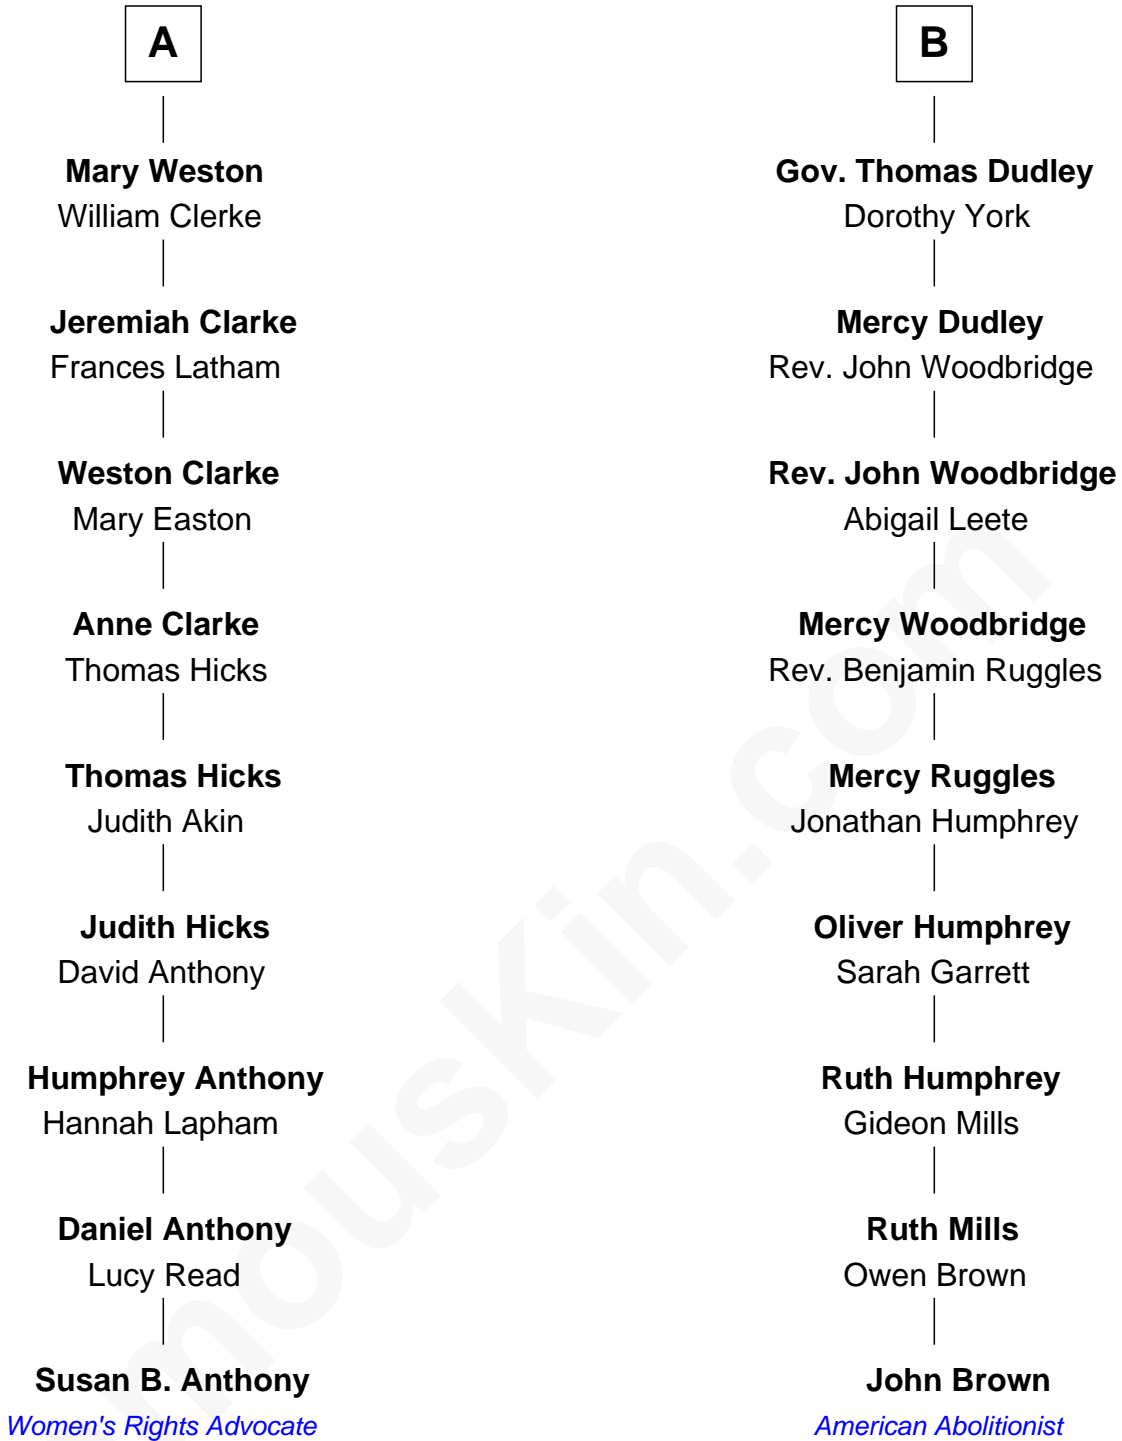 A
B
Mary Weston
William Clerke
Gov. Thomas Dudley
Dorothy York
Jeremiah Clarke
Frances Latham
Mercy Dudley
Rev. John Woodbridge
Weston Clarke
Mary Easton
Rev. John Woodbridge
Abigail Leete
Anne Clarke
Thomas Hicks
Mercy Woodbridge
Rev. Benjamin Ruggles
Thomas Hicks
Judith Akin
Mercy Ruggles
Jonathan Humphrey
Judith Hicks
David Anthony
Oliver Humphrey
Sarah Garrett
Humphrey Anthony
Hannah Lapham
Ruth Humphrey
Gideon Mills
Daniel Anthony
Lucy Read
Ruth Mills
Owen Brown
Susan B. Anthony
Women's Rights Advocate
John Brown
American Abolitionist
mousKin.com